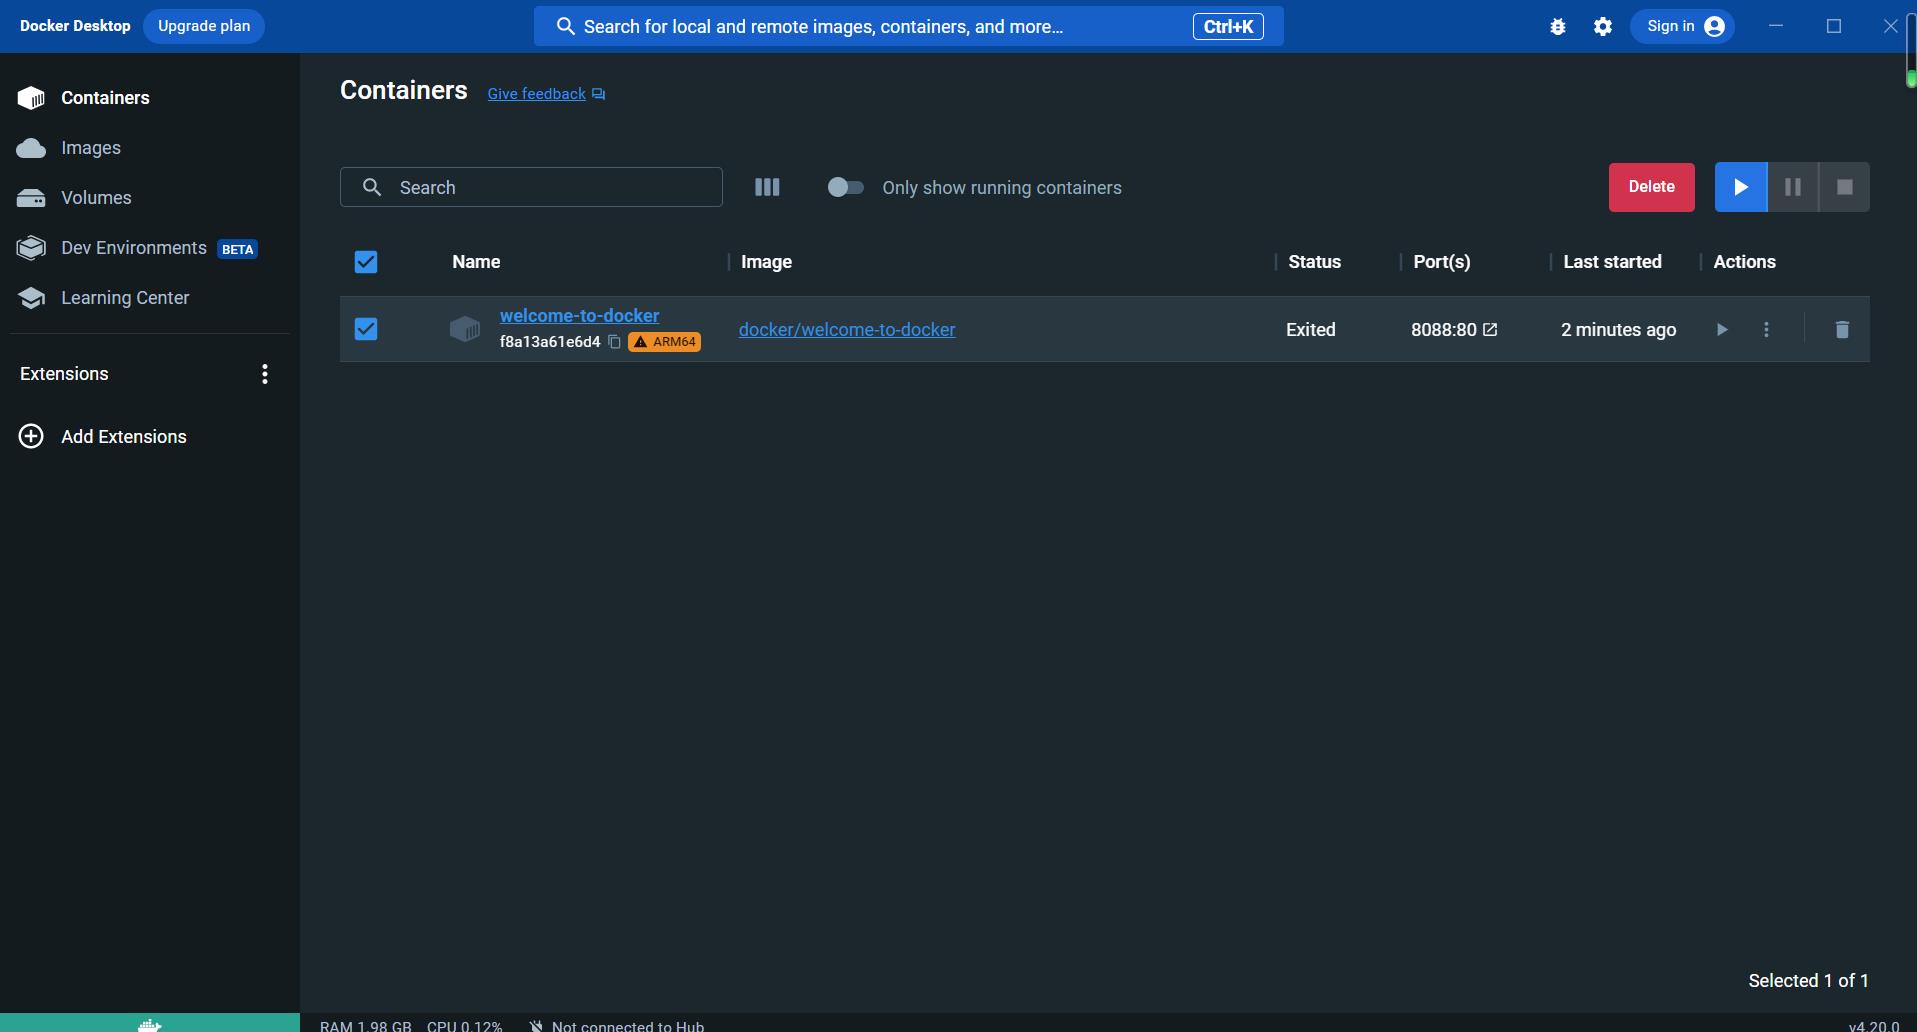 Docker Desktop Upgrade plan Search for local and remote images, containers, and more... Ctrl+K Sign in
Containers
Images
Volumes
Dev Environments BETA
Learning Center
Extensions
Add Extensions
Containers Give feedback
Search Only show running containers Delete
Name Image Status Port(s) Last started Actions
welcome-to-docker
f8a13a61e6d4 ARM64
docker/welcome-to-docker Exited 8088:80 2 minutes ago
Selected 1 of 1
RAM 1.98 GB CPU 0.12% Not connected to Hub v4.20.0